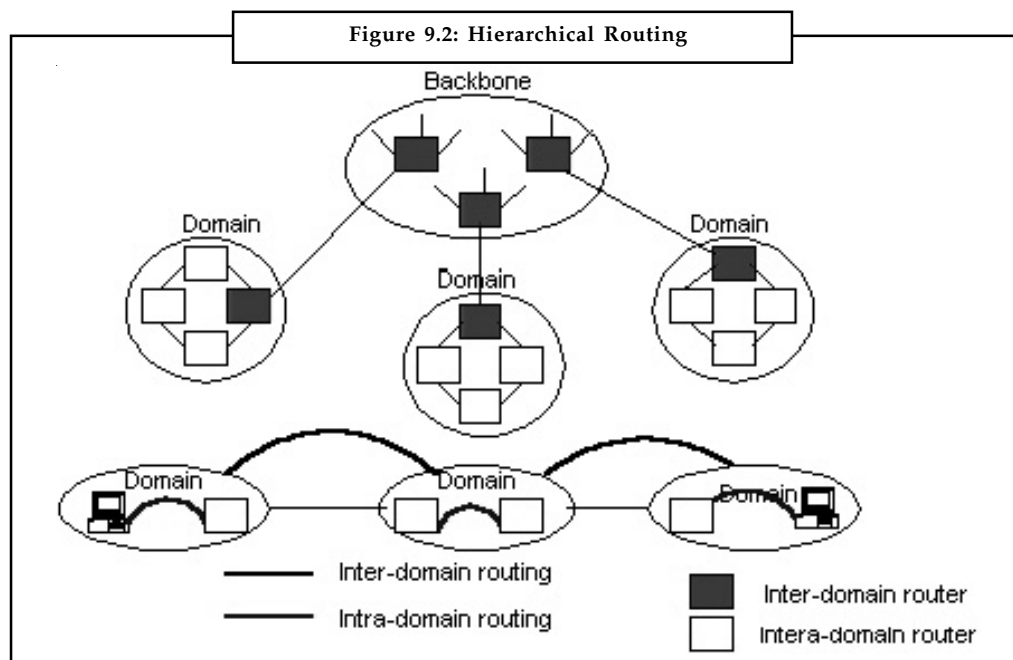 Figure 9.2: Hierarchical Routing
Backbone
Domain
Domain
Domain
Domain
Domain
Domain
Inter-domain routing
Intra-domain routing
Inter-domain router
Intera-domain router